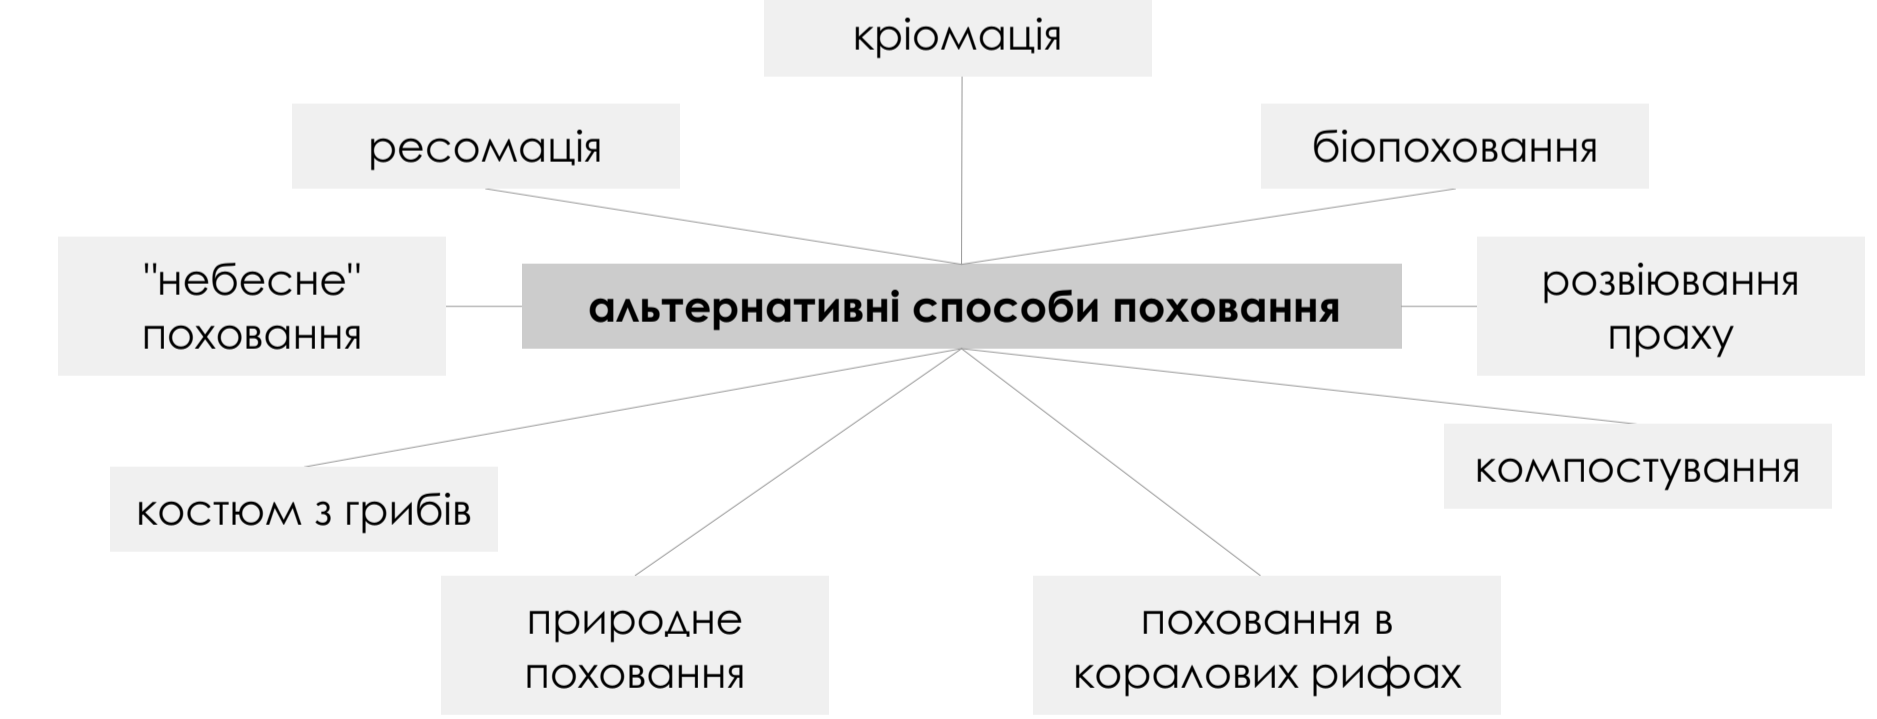 кріомація
ресомація
біопоховання
"небесне"
поховання
альтернативні способи поховання
розвіювання
праху
костюм з грибів
компостування
природне
поховання
поховання в
коралових рифах